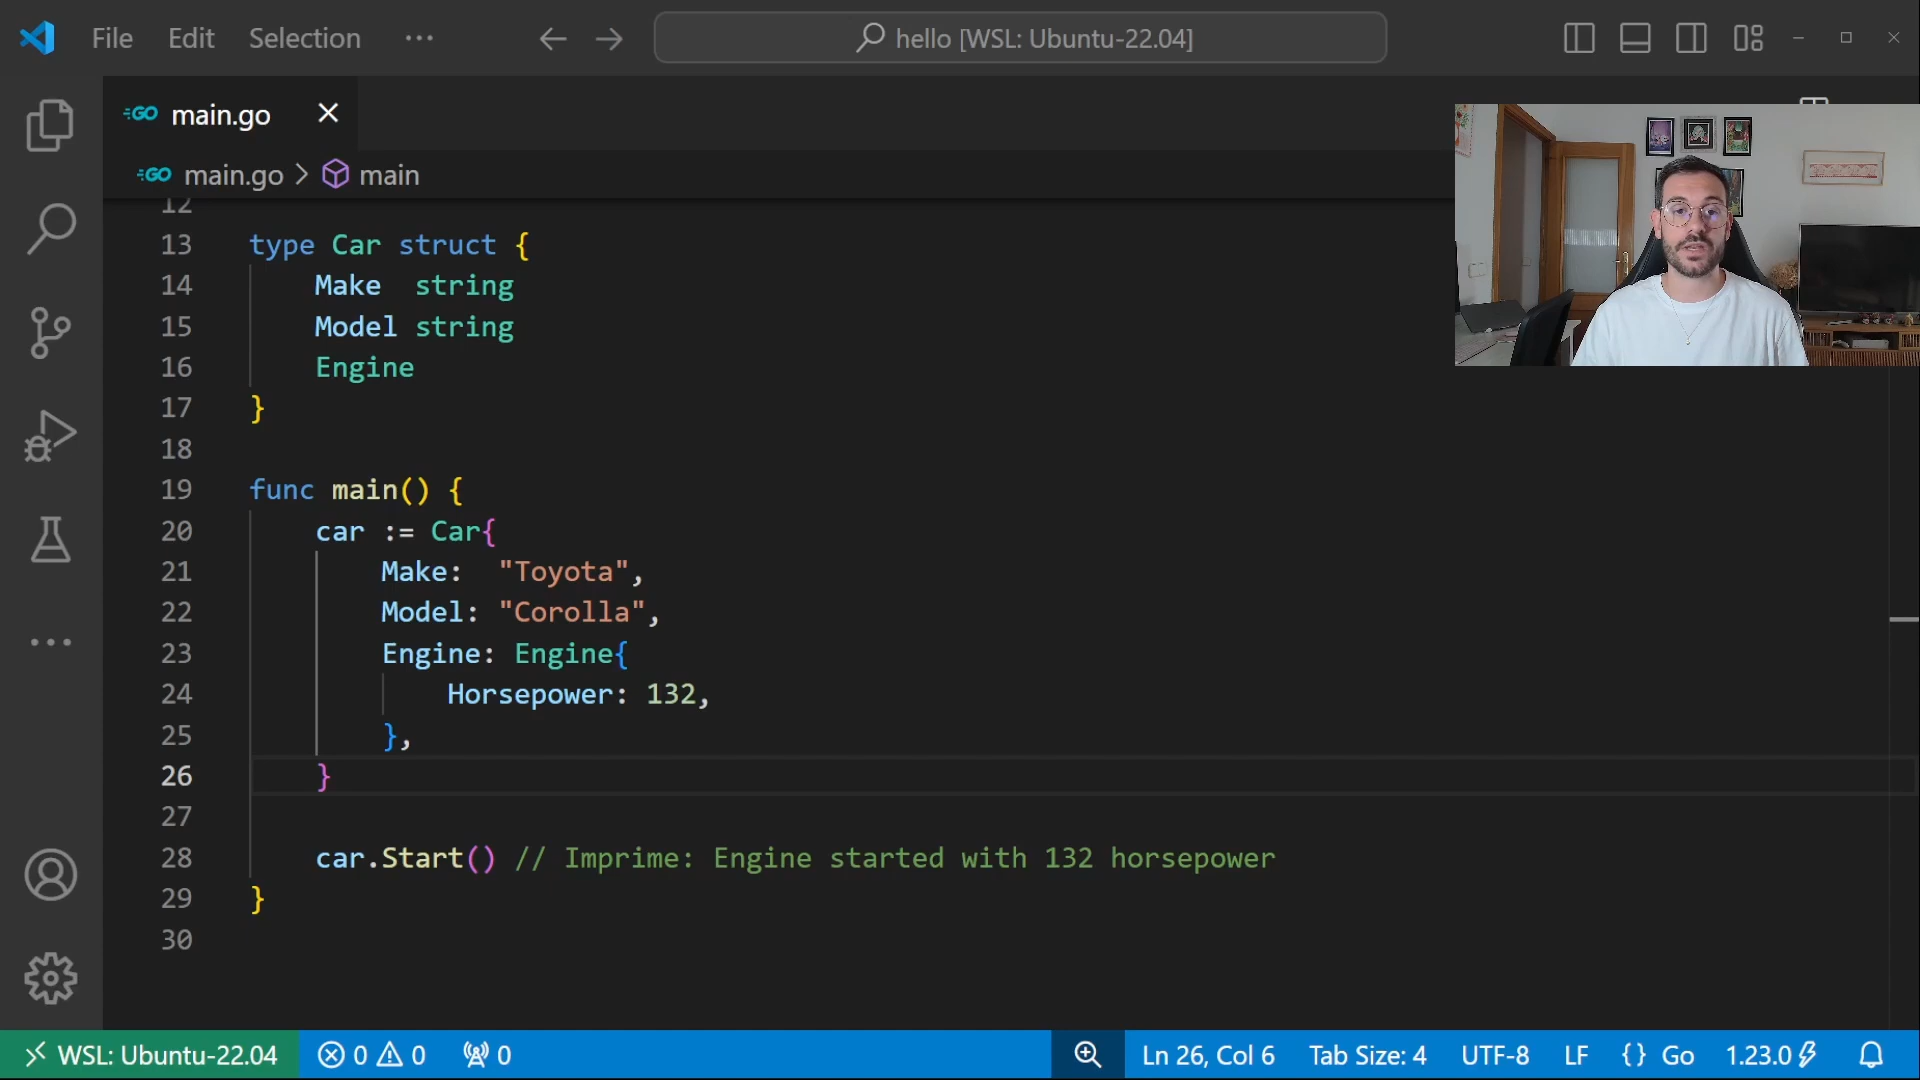 File Edit Selection ···
hello [WSL: Ubuntu-22.04]
GO main.go
GO main.go > main
12
13 type Car struct {
14 Make string
15 Model string
16 Engine
17 }
18
19 func main() {
20 car := Car{
21 Make: "Toyota",
22 Model: "Corolla",
23 Engine: Engine{
24 Horsepower: 132,
25 },
26 }
27
28 car.Start() // Imprime: Engine started with 132 horsepower
29 }
30
WSL: Ubuntu-22.04 0 0 0 Ln 26, Col 6 Tab Size: 4 UTF-8 LF {} Go 1.23.0